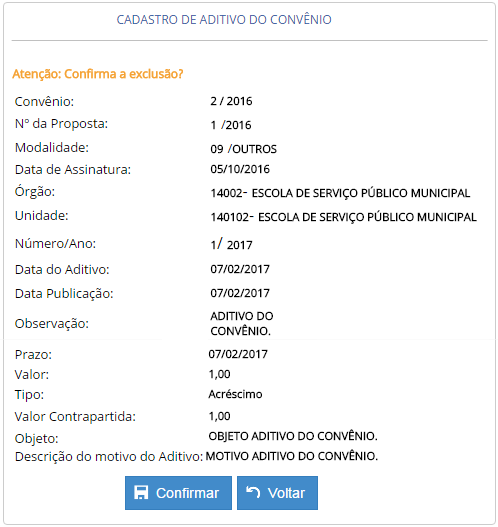 CADASTRO DE ADITIVO DO CONVÊNIO
Atenção: Confirma a exclusão?
Convênio: 2 / 2016
Nº da Proposta: 1 /2016
Modalidade: 09 /OUTROS
Data de Assinatura: 05/10/2016
Órgão: 14002- ESCOLA DE SERVIÇO PÚBLICO MUNICIPAL
Unidade: 140102- ESCOLA DE SERVIÇO PÚBLICO MUNICIPAL
Número/Ano: 1/ 2017
Data do Aditivo: 07/02/2017
Data Publicação: 07/02/2017
Observação: ADITIVO DO
CONVÊNIO.
Prazo: 07/02/2017
Valor: 1,00
Tipo: Acréscimo
Valor Contrapartida: 1,00
Objeto: OBJETO ADITIVO DO CONVÊNIO.
Descrição do motivo do Aditivo: MOTIVO ADITIVO DO CONVÊNIO.
Confirmar Voltar